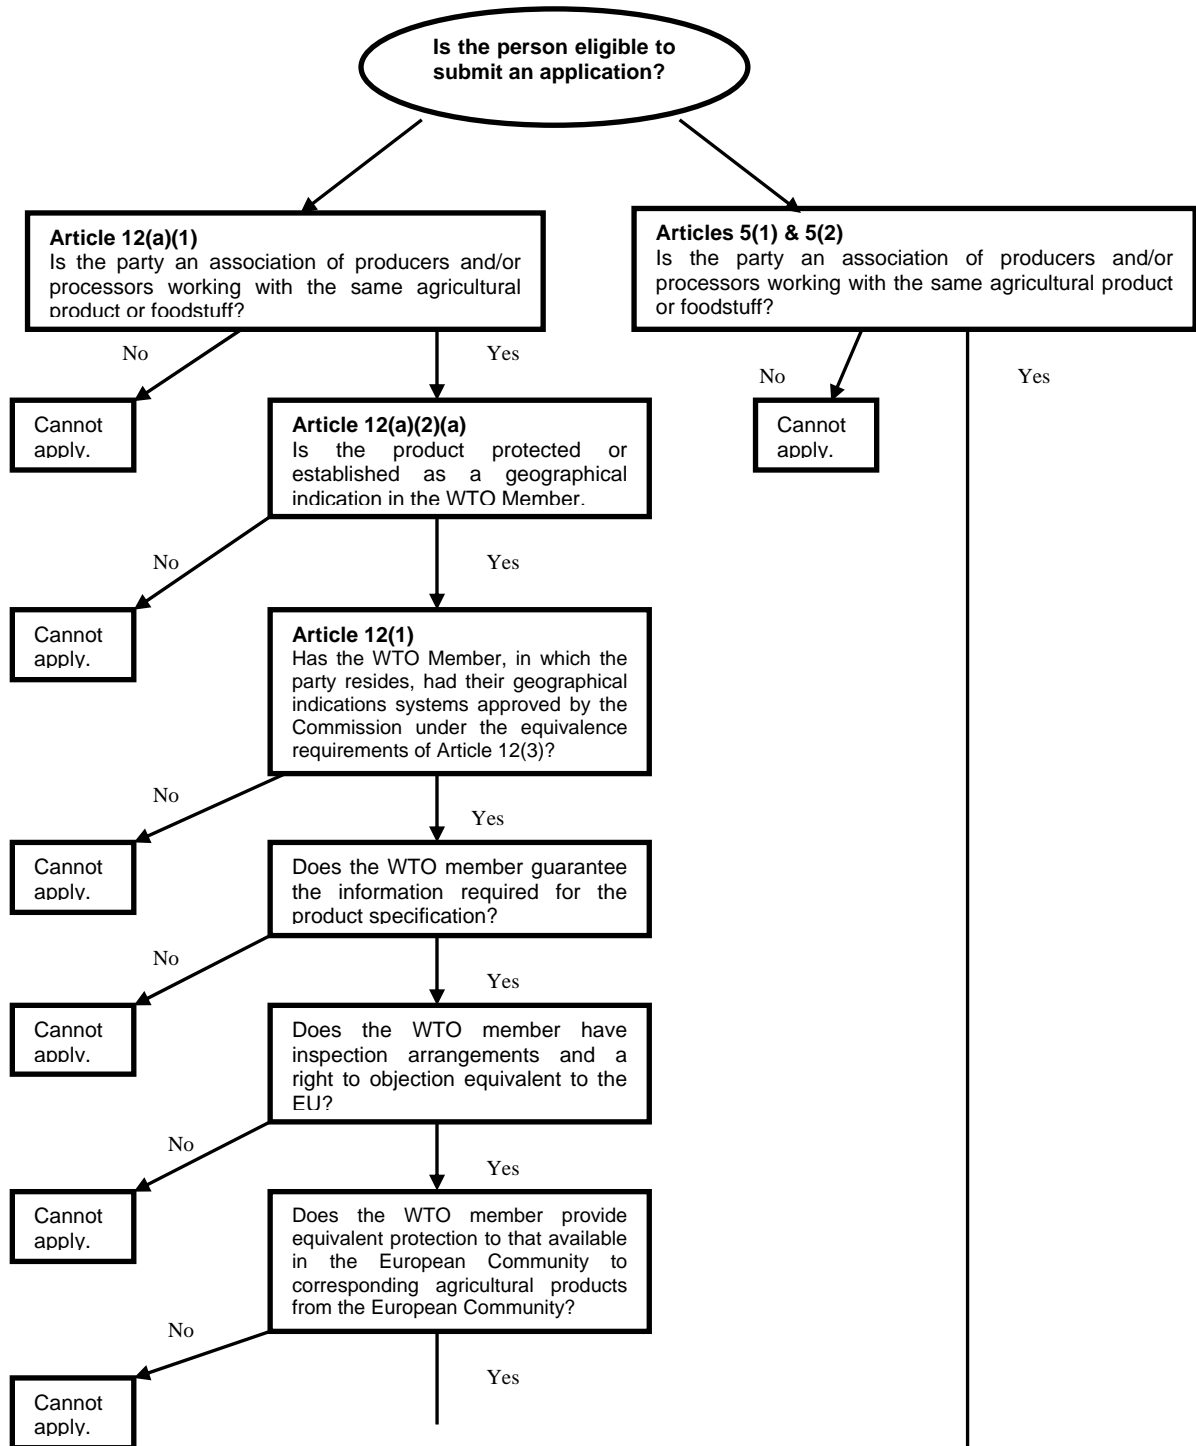 Is the person eligible to
submit an application?
Article 12(a)(1)
Is the party an association of producers and/or
processors working with the same agricultural
product or foodstuff?
Articles 5(1) & 5(2)
Is the party an association of producers and/or
processors working with the same agricultural product
or foodstuff?
No
Yes
No
Yes
Cannot
apply.
Article 12(a)(2)(a)
Is the product protected or
established as a geographical
indication in the WTO Member.
Cannot
apply.
No
Yes
Cannot
apply.
Article 12(1)
Has the WTO Member, in which the
party resides, had their geographical
indications systems approved by the
Commission under the equivalence
requirements of Article 12(3)?
No
Yes
Cannot
apply.
Does the WTO member guarantee
the information required for the
product specification?
No
Yes
Cannot
apply.
Does the WTO member have
inspection arrangements and a
right to objection equivalent to the
EU?
No
Yes
Cannot
apply.
Does the WTO member provide
equivalent protection to that available
in the European Community to
corresponding agricultural products
from the European Community?
No
Yes
Cannot
apply.